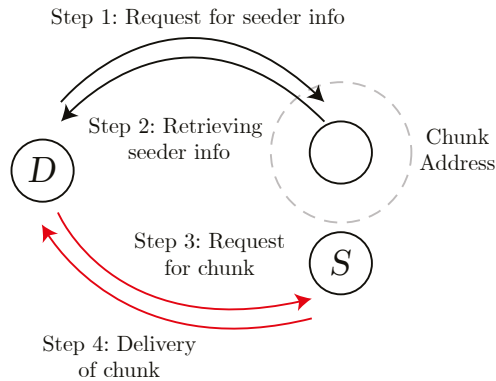 Step 1: Request for seeder info
Step 2: Retrieving
seeder info
Chunk
Address
D
Step 3: Request
for chunk
S
Step 4: Delivery
of chunk